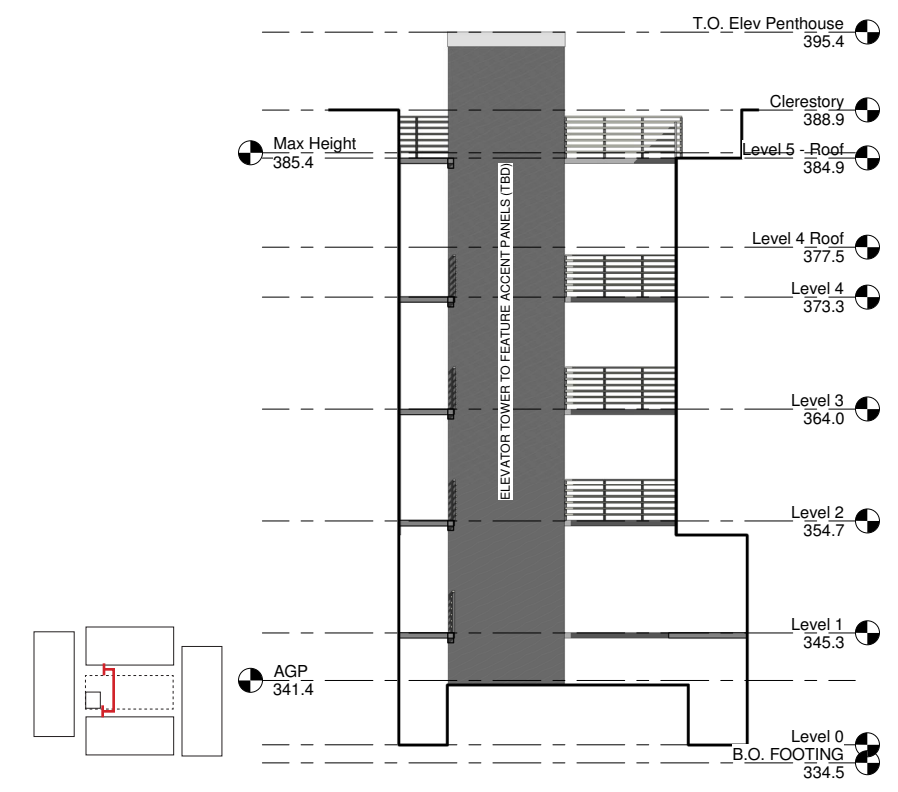 T.O. Elev Penthouse
395.4
Clerestory
388.9
Max Height
385.4
Level 5 - Roof
384.9
ELEVATOR TOWER TO FEATURE ACCENT PANELS (TBD)
Level 4 Roof
377.5
Level 4
373.3
Level 3
364.0
Level 2
354.7
Level 1
345.3
AGP
341.4
Level 0
B.O. FOOTING
334.5